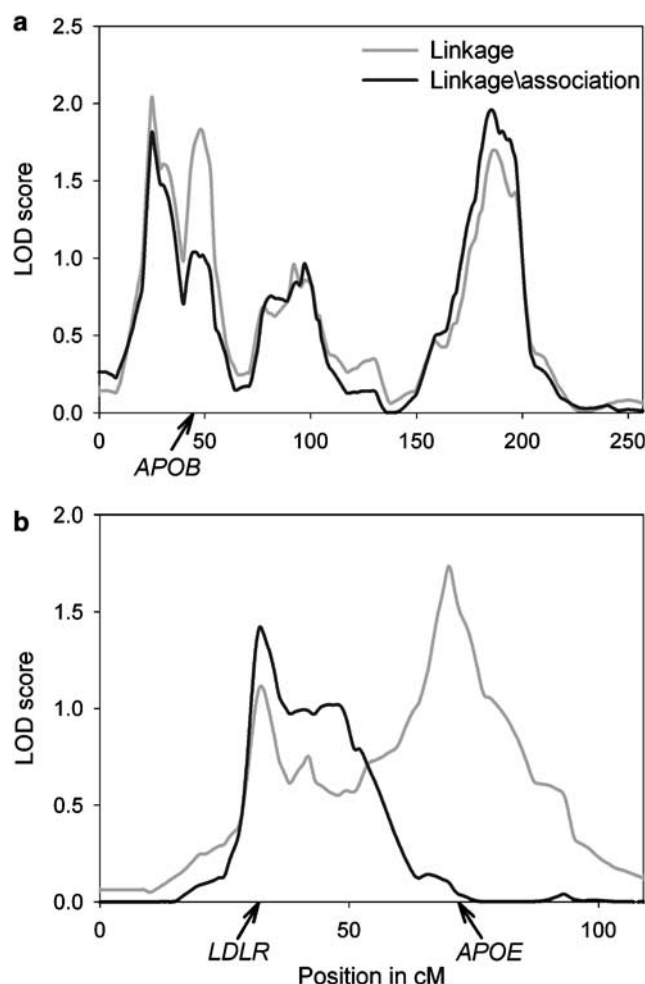 a
2.5
2.0
1.5
1.0
0.5
0.0
LOD score
Linkage
Linkage\association
0 50 100 150 200 250
APOB
b
2.0
1.5
1.0
0.5
0.0
LOD score
0 50 100
LDLR
APOE
Position in cM